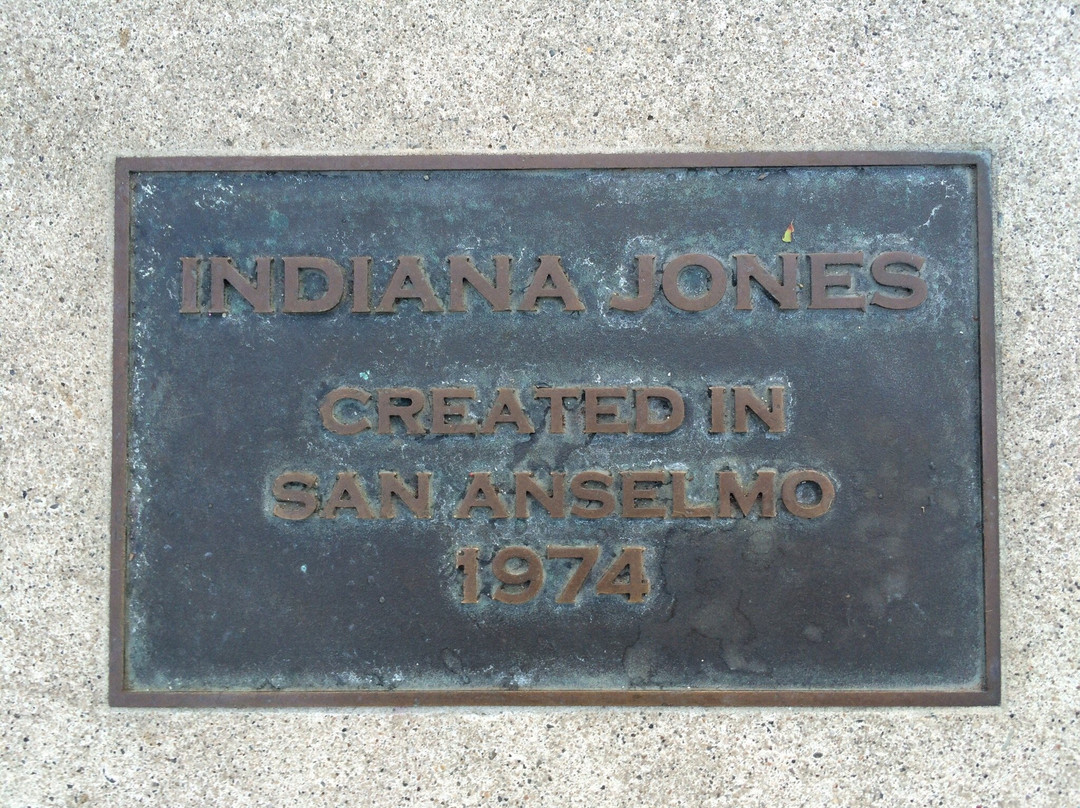 INDIANA JONES
CREATED IN
SAN ANSELMO
1974